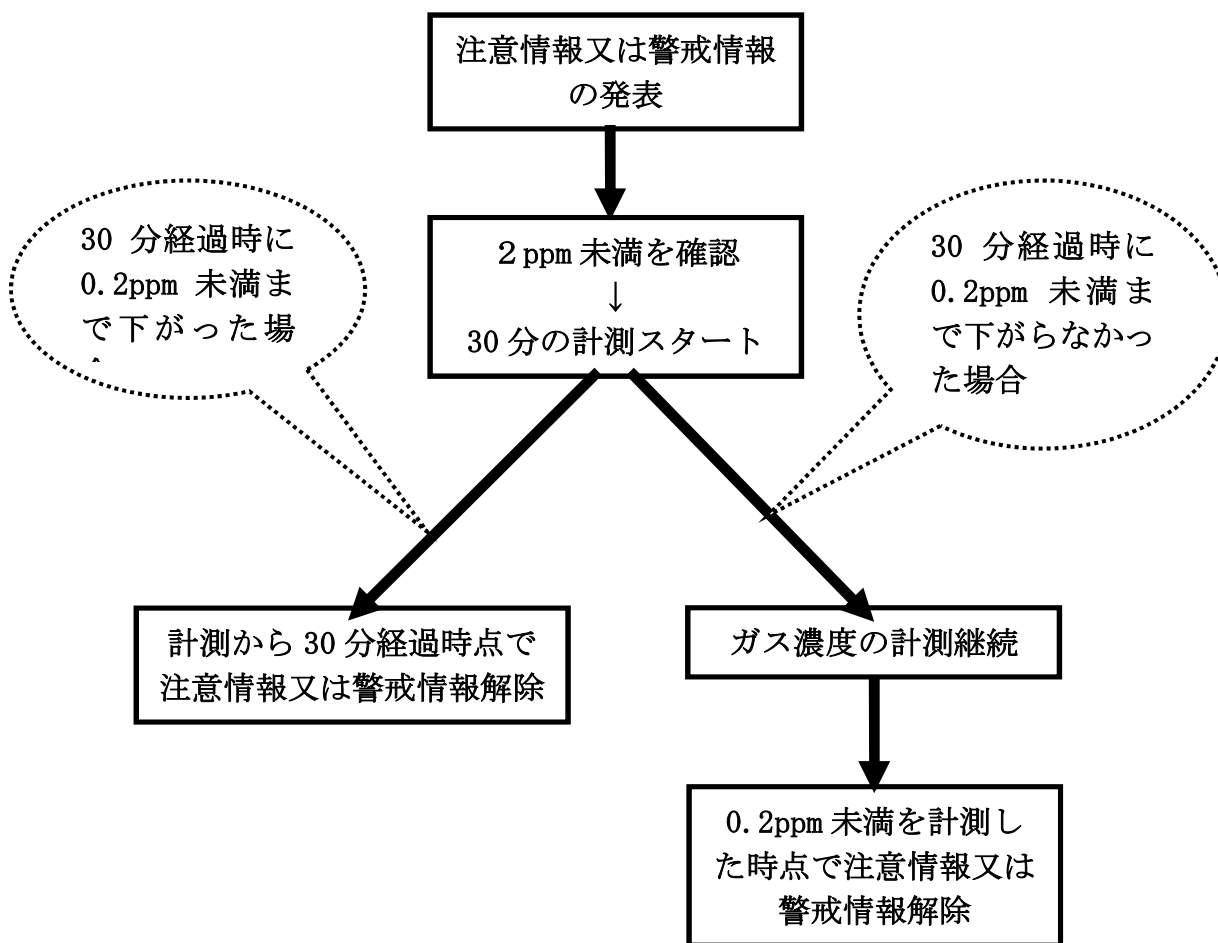 注意情報又は警戒情報
の発表
２ppm 未満を確認
↓
30 分の計測スタート
30 分経過時に
0.2ppm 未満ま
で下がった場
30 分経過時に
0.2ppm 未満ま
で下がらなかっ
た場合
計測から 30 分経過時点で
注意情報又は警戒情報解除
ガス濃度の計測継続
0.2ppm 未満を計測し
た時点で注意情報又は
警戒情報解除